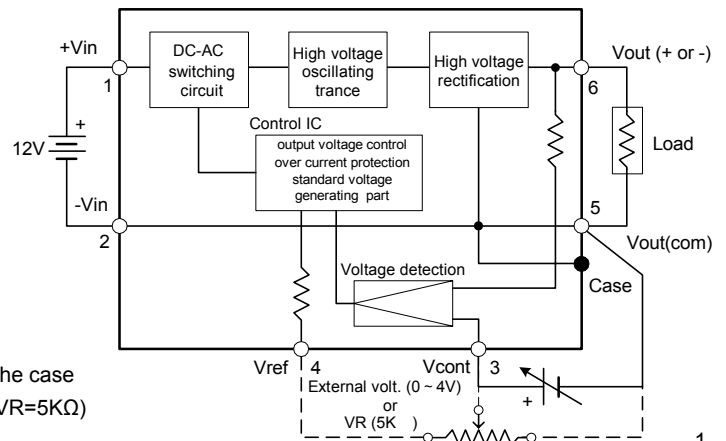 +Vin
1
DC-AC
switching
circuit
High voltage
oscillating
trance
High voltage
rectification
Vout (+ or -)
6
Control IC
output voltage control
over current protection
standard voltage
generating part
12V
+
Load
-Vin
2
5
Vout(com)
Voltage detection
Case
Vref
4
Vcont
3
he case
VR=5KΩ)
External volt. (0 ~ 4V)
or
VR (5K )
+
1